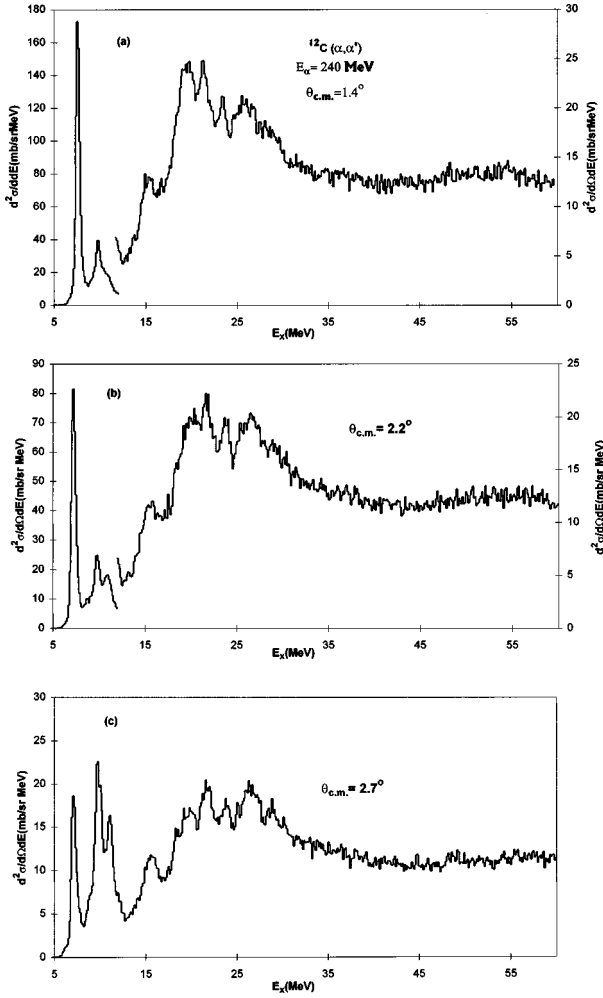 (a)
¹²C (α,α')
Eα= 240 MeV
θc.m.=1.4°
d²σ/dΩdE(mb/srMeV)
180
160
140
120
100
80
60
40
20
0
30
25
20
15
10
5
0
d²σ/dΩdE(mb/srMeV)
5 15 25 35 45 55
Ex(MeV)
(b)
θc.m.= 2.2°
d²σ/dΩdE(mb/sr MeV)
90
80
70
60
50
40
30
20
10
0
25
20
15
10
5
0
d²σ/dΩdE(mb/sr MeV)
5 15 25 35 45 55
Ex(MeV)
(c)
θc.m.= 2.7°
d²σ/dΩdE(mb/sr MeV)
30
25
20
15
10
5
0
5 15 25 35 45 55
Ex(MeV)